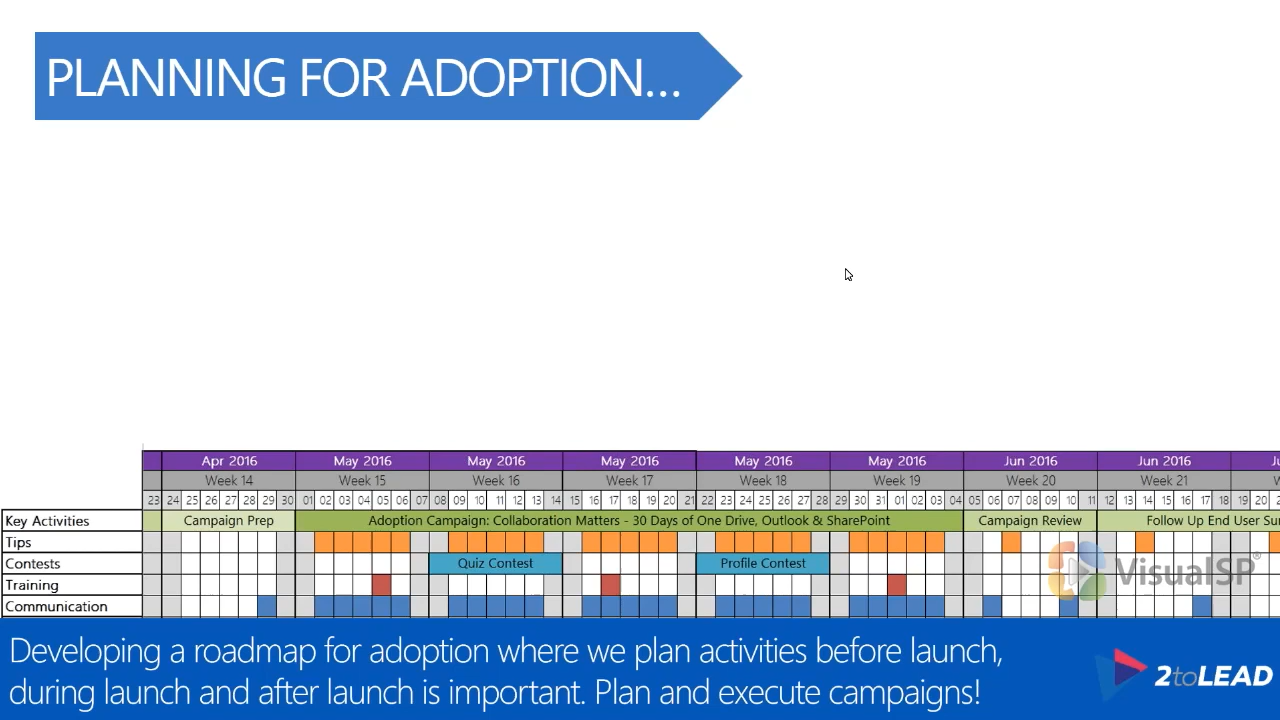 PLANNING FOR ADOPTION...
Apr 2016 May 2016 May 2016 May 2016 May 2016 May 2016 Jun 2016 Jun 2016
Week 14 Week 15 Week 16 Week 17 Week 18 Week 19 Week 20 Week 21
23 24 25 26 27 28 29 30 01 02 03 04 05 06 07 08 09 10 11 12 13 14 15 16 17 18 19 20 21 22 23 24 25 26 27 28 29 30 31 01 02 03 04 05 06 07 08 09 10 11 12 13 14 15 16 17 18 19 20
Key Activities Campaign Prep Adoption Campaign: Collaboration Matters - 30 Days of One Drive, Outlook & SharePoint Campaign Review Follow Up End User
Tips
Contests Quiz Contest Profile Contest
Training
Communication
VisualSP®
Developing a roadmap for adoption where we plan activities before launch,
during launch and after launch is important. Plan and execute campaigns!
2toLEAD